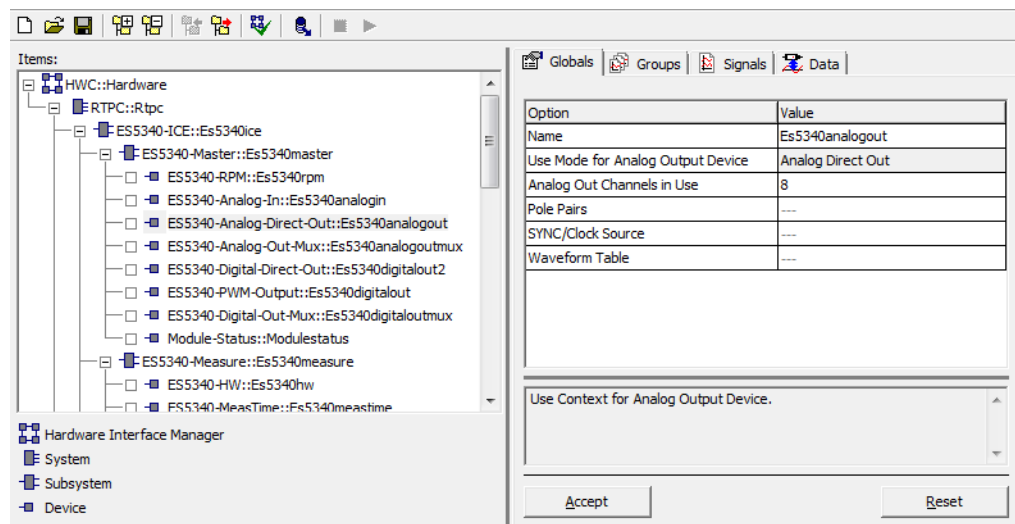 Items:
HWC::Hardware
RTPC::Rtpc
ES5340-ICE::Es5340ice
ES5340-Master::Es5340master
ES5340-RPM::Es5340rpm
ES5340-Analog-In::Es5340analogin
ES5340-Analog-Direct-Out::Es5340analogout
ES5340-Analog-Out-Mux::Es5340analogoutmux
ES5340-Digital-Direct-Out::Es5340digitalout2
ES5340-PWM-Output::Es5340digitalout
ES5340-Digital-Out-Mux::Es5340digitaloutmux
Module-Status::Modulestatus
ES5340-Measure::Es5340measure
ES5340-HW::Es5340hw
ES5340-MeasTime::Es5340meastime
Hardware Interface Manager
System
Subsystem
Device
Globals Groups Signals Data
Option Value
Name Es5340analogout
Use Mode for Analog Output Device Analog Direct Out
Analog Out Channels in Use 8
Pole Pairs ---
SYNC/Clock Source ---
Waveform Table ---
Use Context for Analog Output Device.
Accept Reset